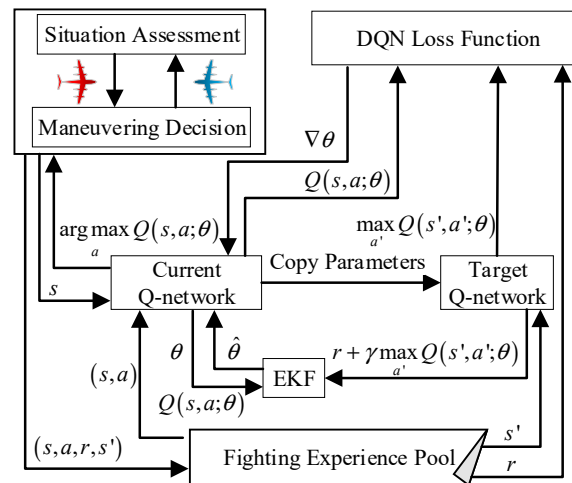 Situation Assessment
DQN Loss Function
Maneuvering Decision
∇θ
Q(s,a;θ)
arg max Q(s,a;θ)
a
max Q(s',a';θ)
a'
Current
Q-network
Copy Parameters
Target
Q-network
s
θ
θ̂
(s,a)
Q(s,a;θ)
EKF
r + γ max Q(s',a';θ)
a'
(s,a,r,s')
Fighting Experience Pool
s'
r